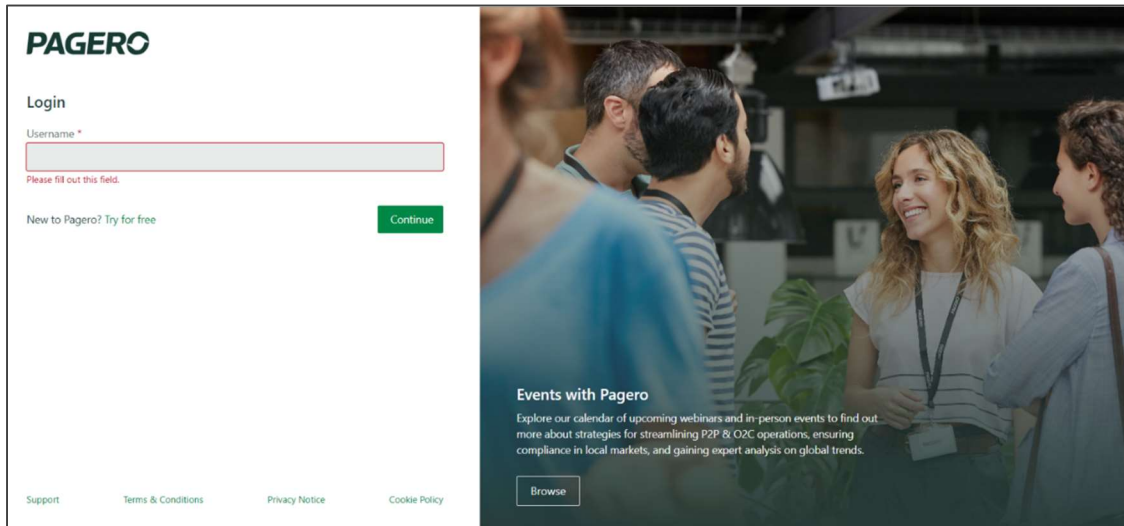 PAGERO
Login
Username *
Please fill out this field.
New to Pagero? Try for free
Continue
Support
Terms & Conditions
Privacy Notice
Cookie Policy
Events with Pagero
Explore our calendar of upcoming webinars and in-person events to find out
more about strategies for streamlining P2P & O2C operations, ensuring
compliance in local markets, and gaining expert analysis on global trends.
Browse